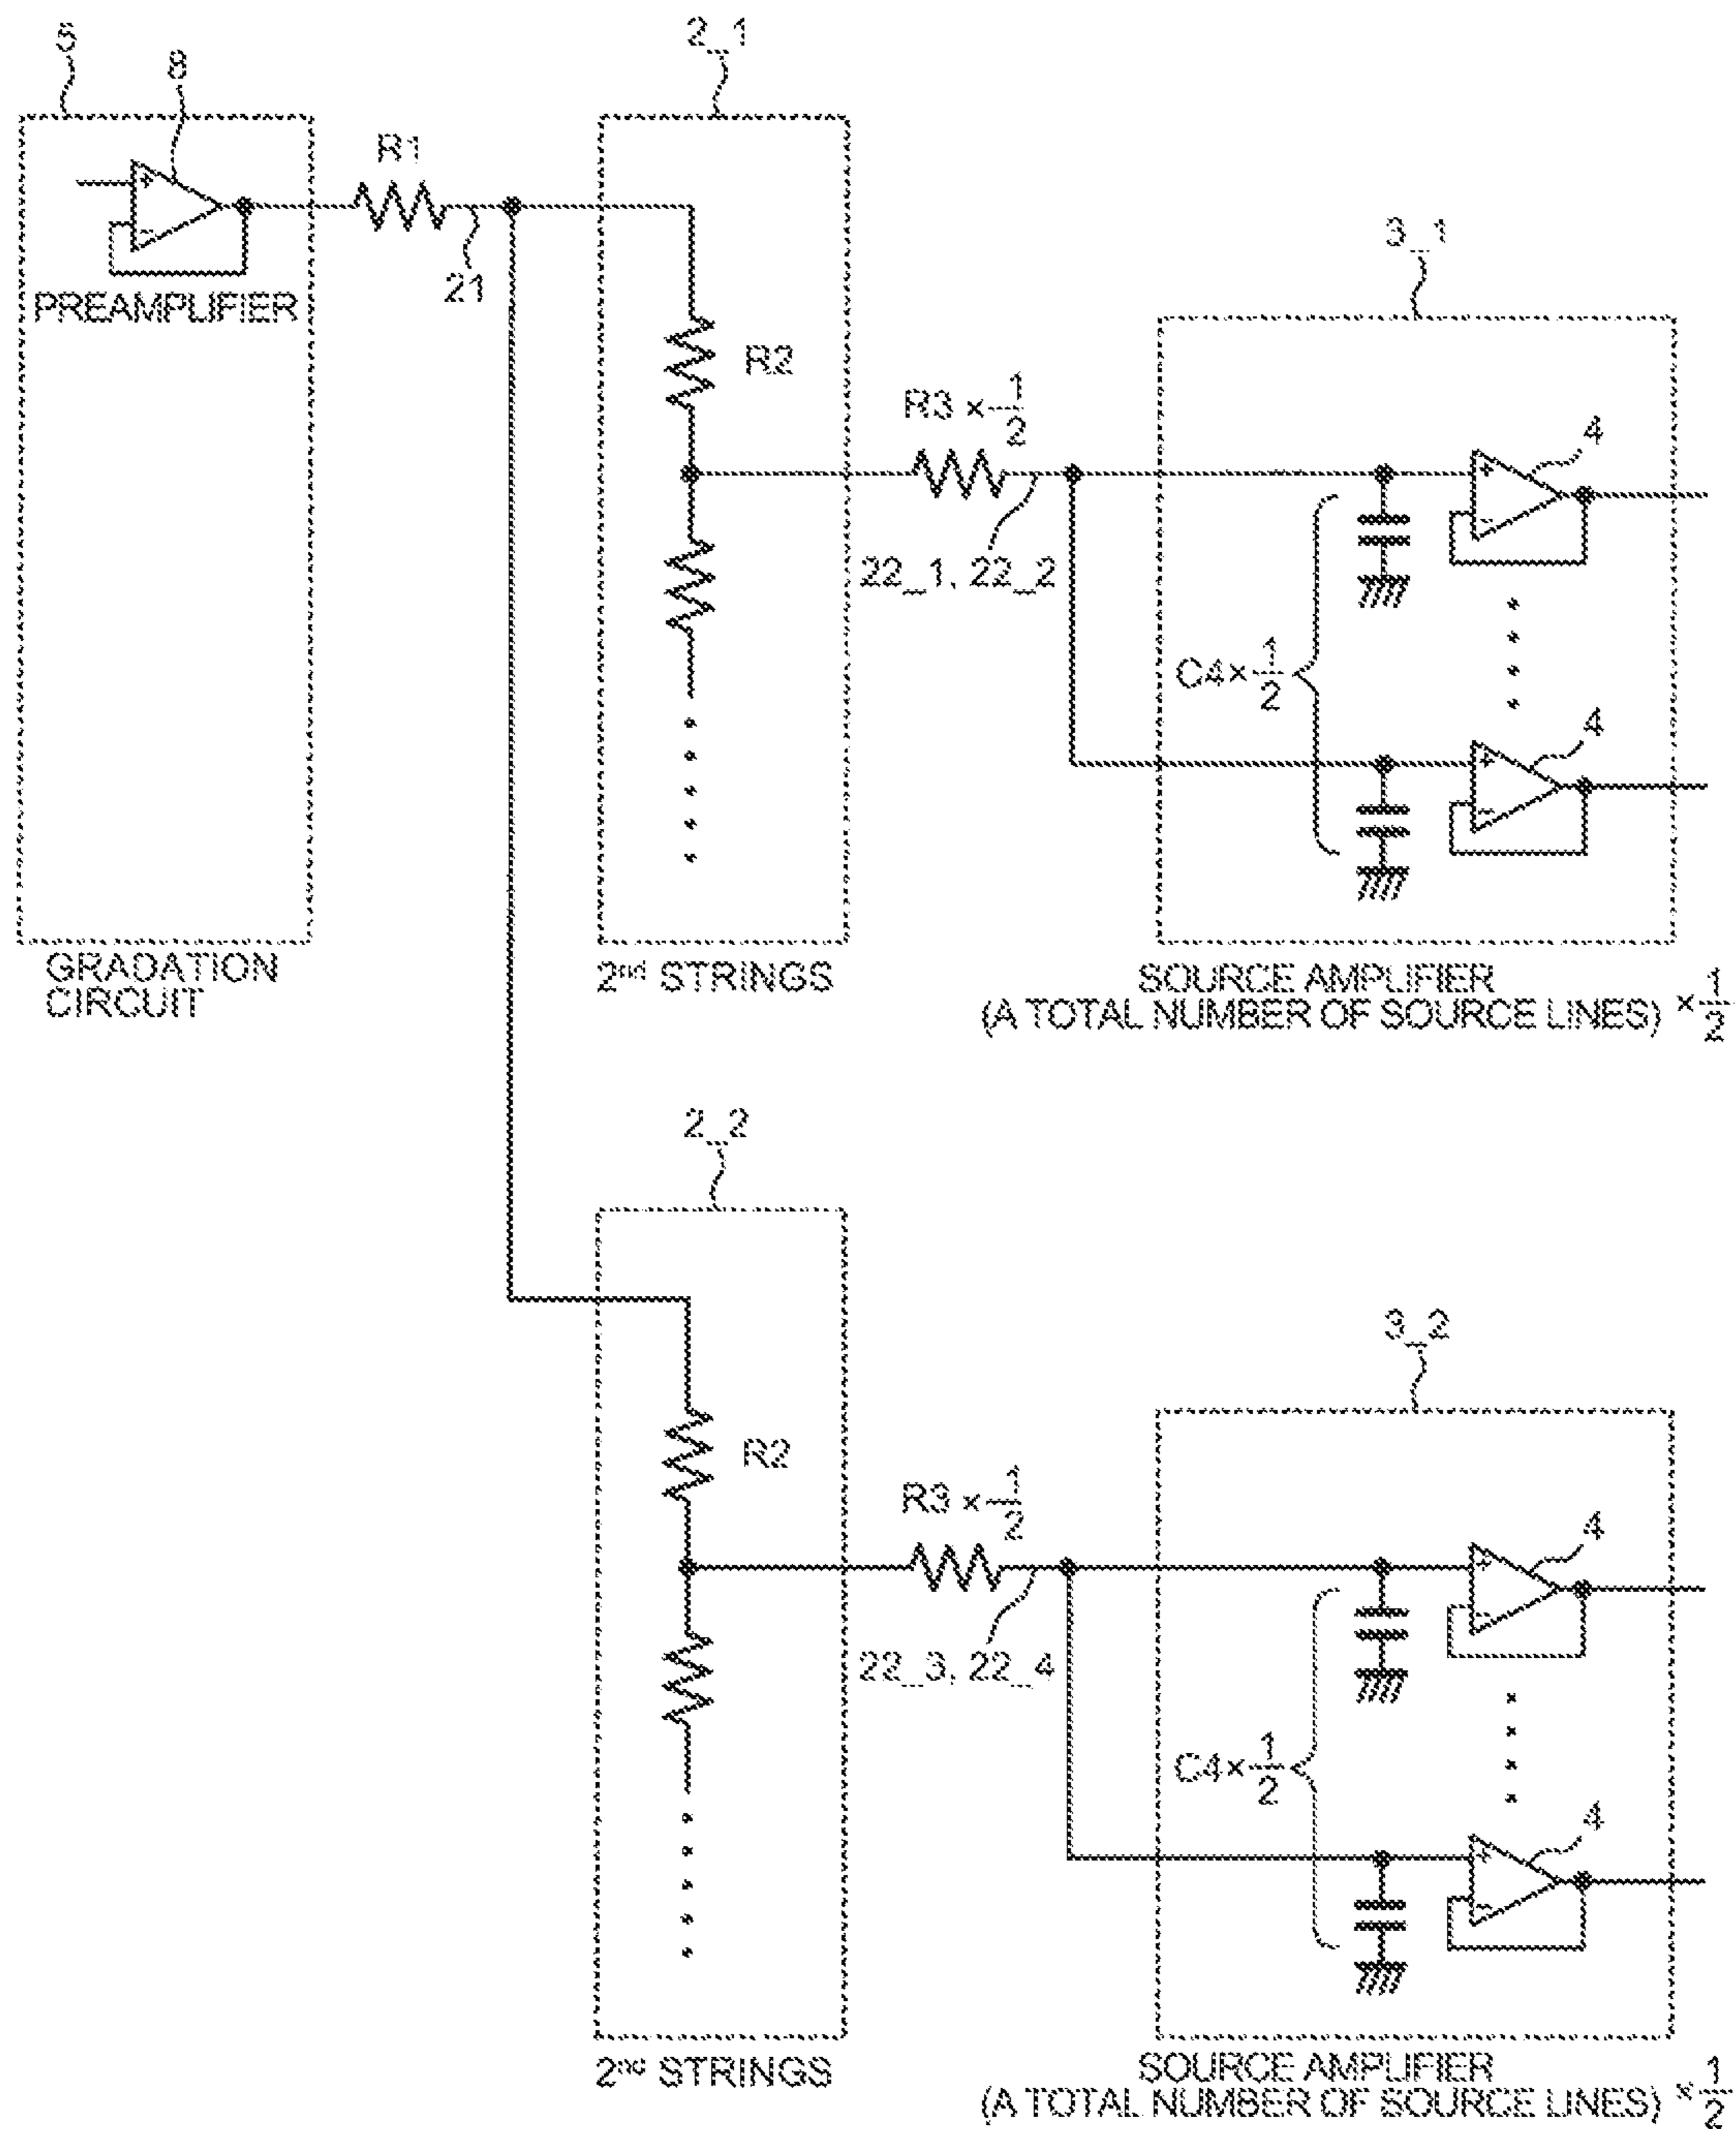 5
8
2_1
R1
21
PREAMPLIFIER
GRADATION
CIRCUIT
R2
2nd STRINGS
R3 × 1/2
22_1, 22_2
3_1
4
C4× 1/2
4
SOURCE AMPLIFIER
(A TOTAL NUMBER OF SOURCE LINES) × 1/2
2_2
R2
2nd STRINGS
R3 × 1/2
22_3, 22_4
3_2
4
C4× 1/2
4
SOURCE AMPLIFIER
(A TOTAL NUMBER OF SOURCE LINES) × 1/2